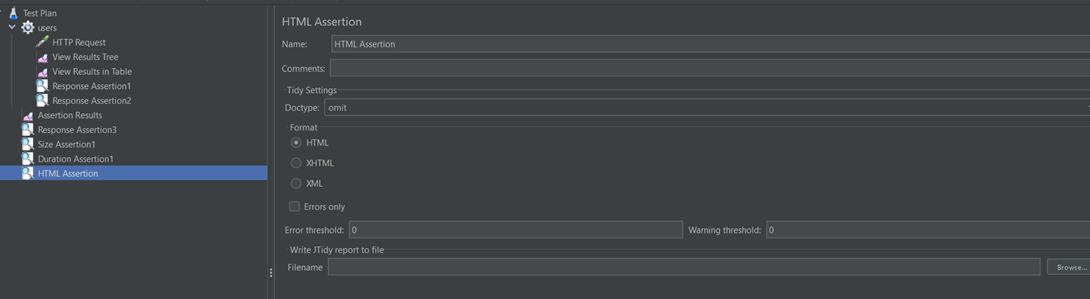 Test Plan
users
HTTP Request
View Results Tree
View Results in Table
Response Assertion1
Response Assertion2
Assertion Results
Response Assertion3
Size Assertion1
Duration Assertion1
HTML Assertion
HTML Assertion
Name: HTML Assertion
Comments:
Tidy Settings
Doctype: omit
Format
HTML
XHTML
XML
Errors only
Error threshold: 0 Warning threshold: 0
Write JTidy report to file
Filename Browse...